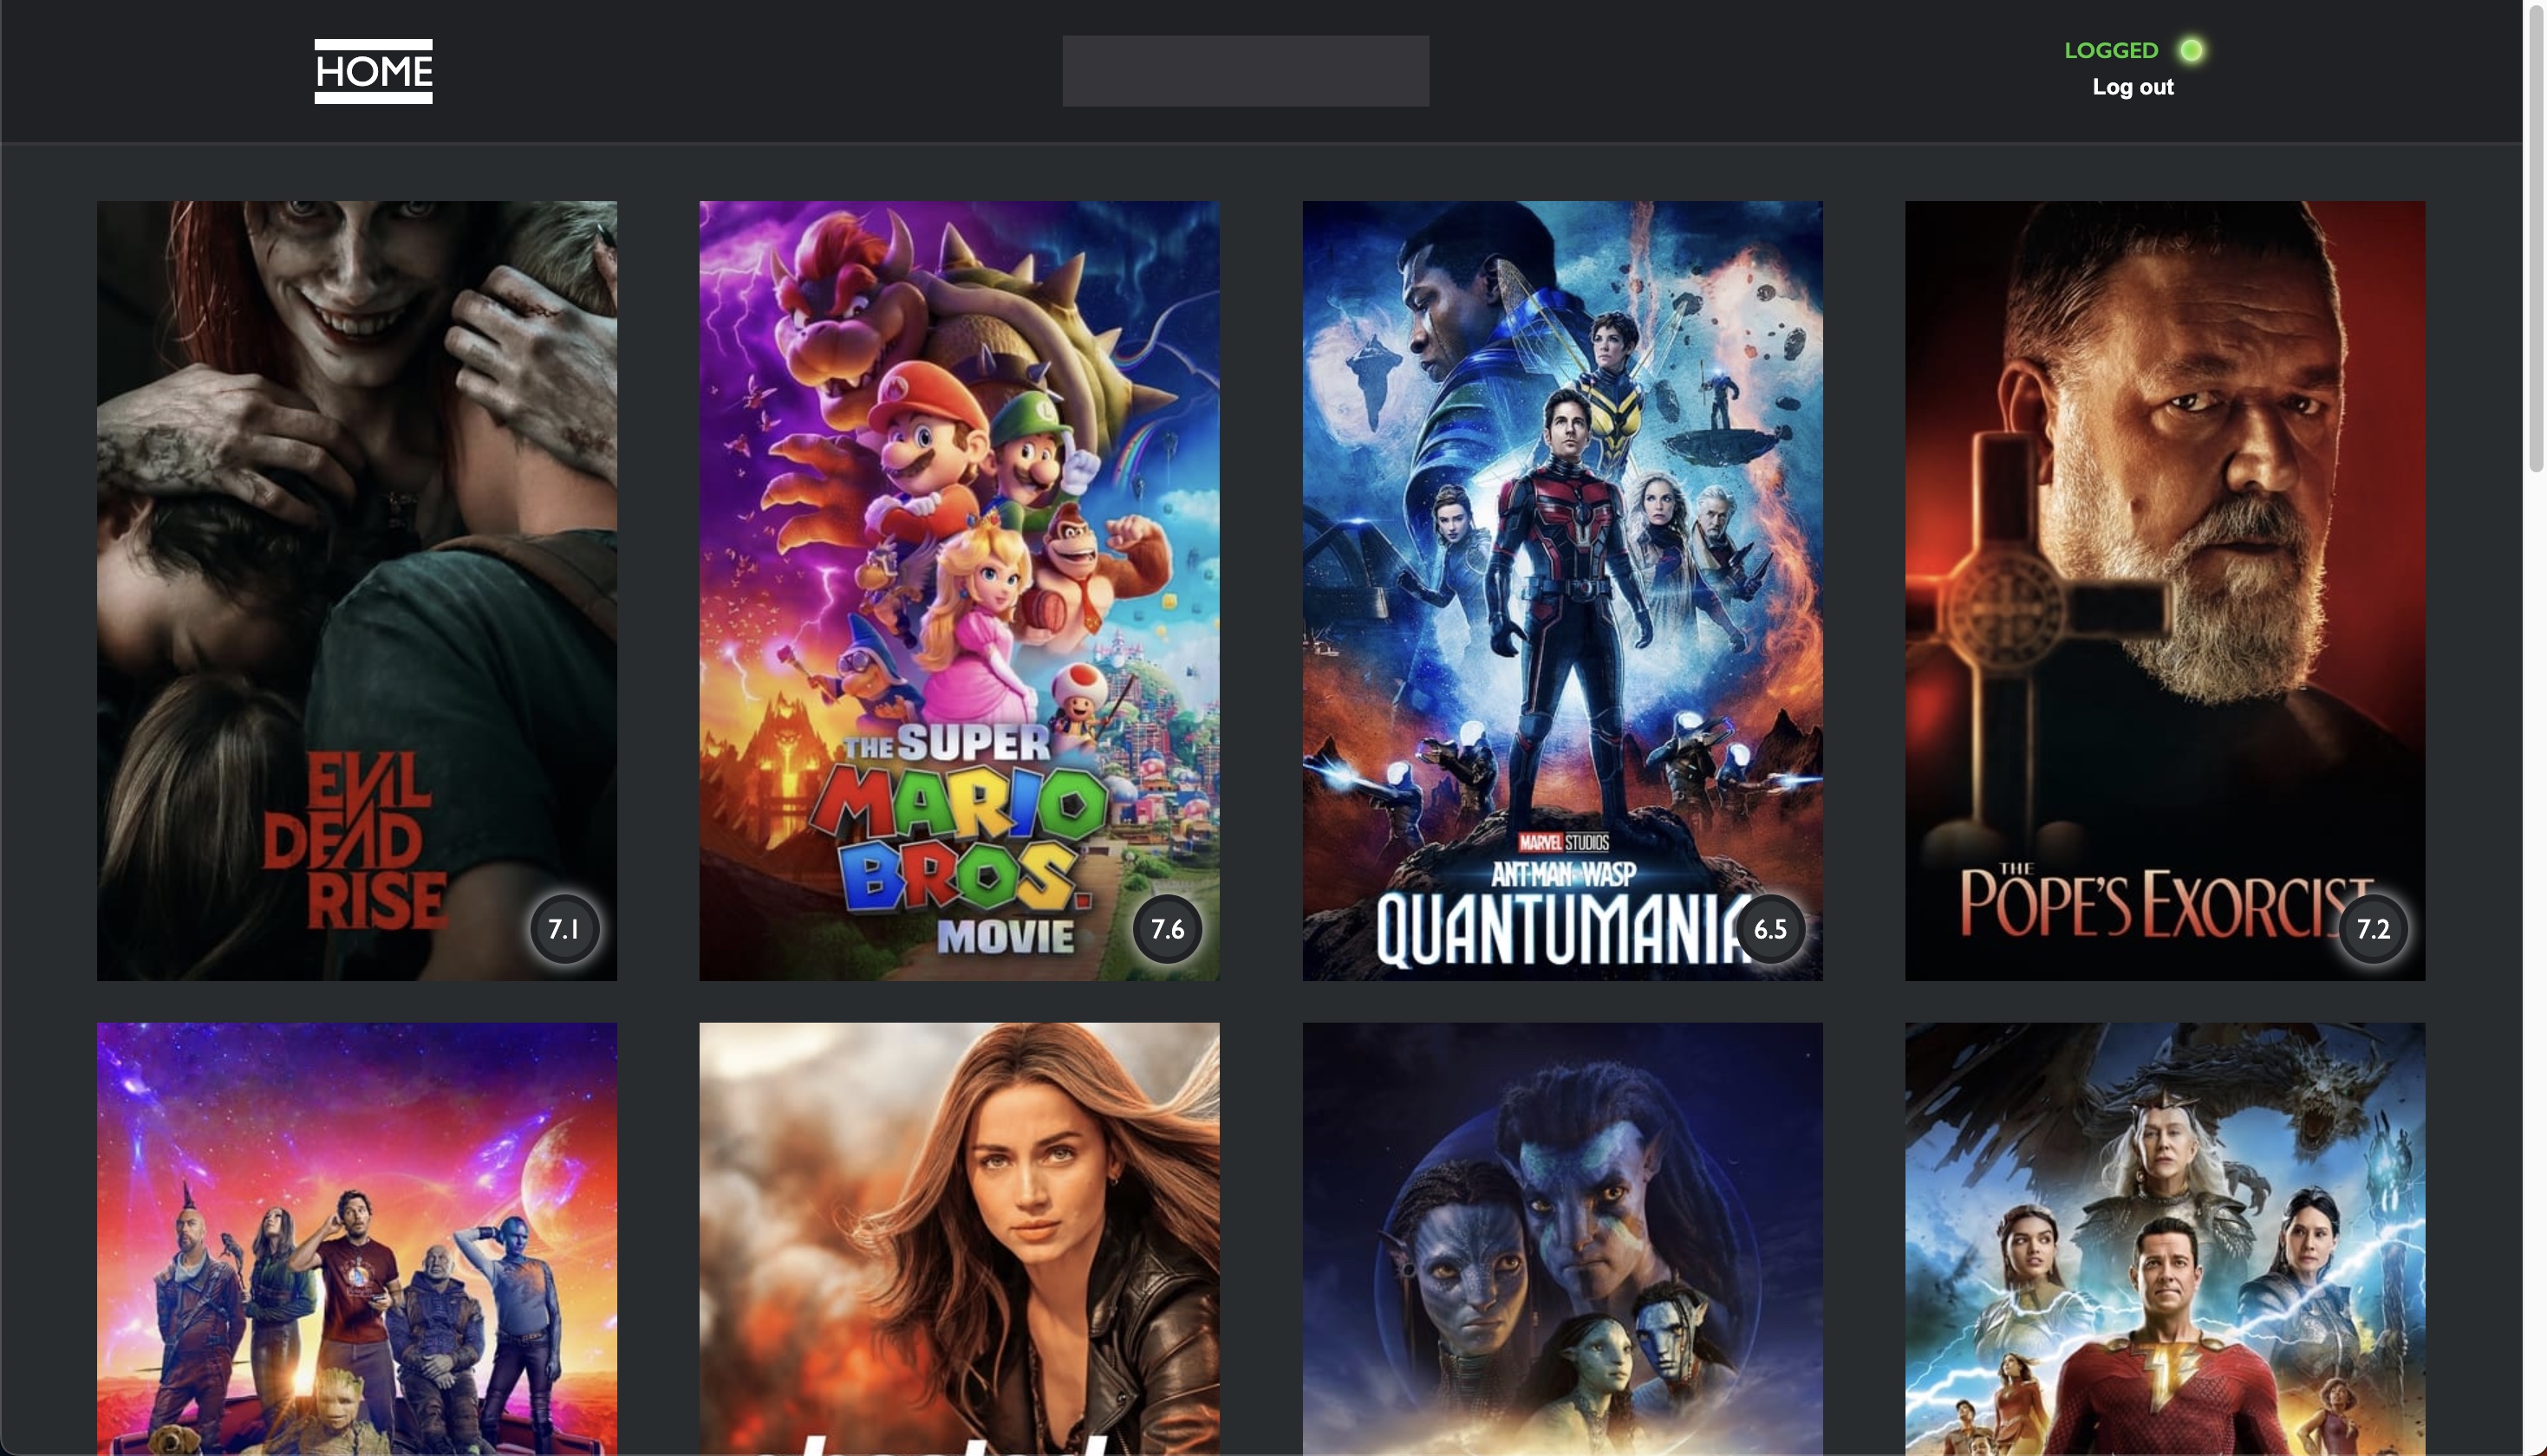 HOME
LOGGED
Log out
EVIL
DEAD
RISE
7.1
THE SUPER
MARIO
BROS.
MOVIE
7.6
MARVEL STUDIOS
ANT-MAN AND WASP
QUANTUMANIA
6.5
THE
POPE'S EXORCIST
7.2